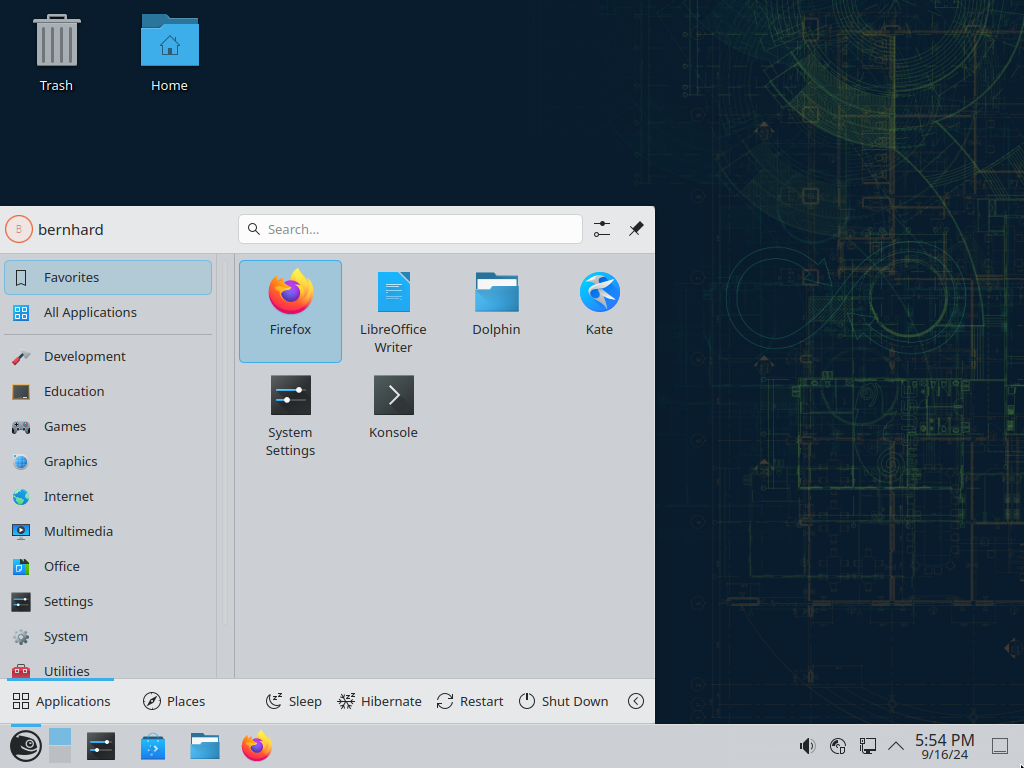 Trash
Home
B
bernhard
Search...
Favorites
All Applications
Development
Education
Games
Graphics
Internet
Multimedia
Office
Settings
System
Utilities
Firefox
LibreOffice
Writer
Dolphin
Kate
System
Settings
Konsole
Applications
Places
Sleep
Hibernate
Restart
Shut Down
5:54 PM
9/16/24